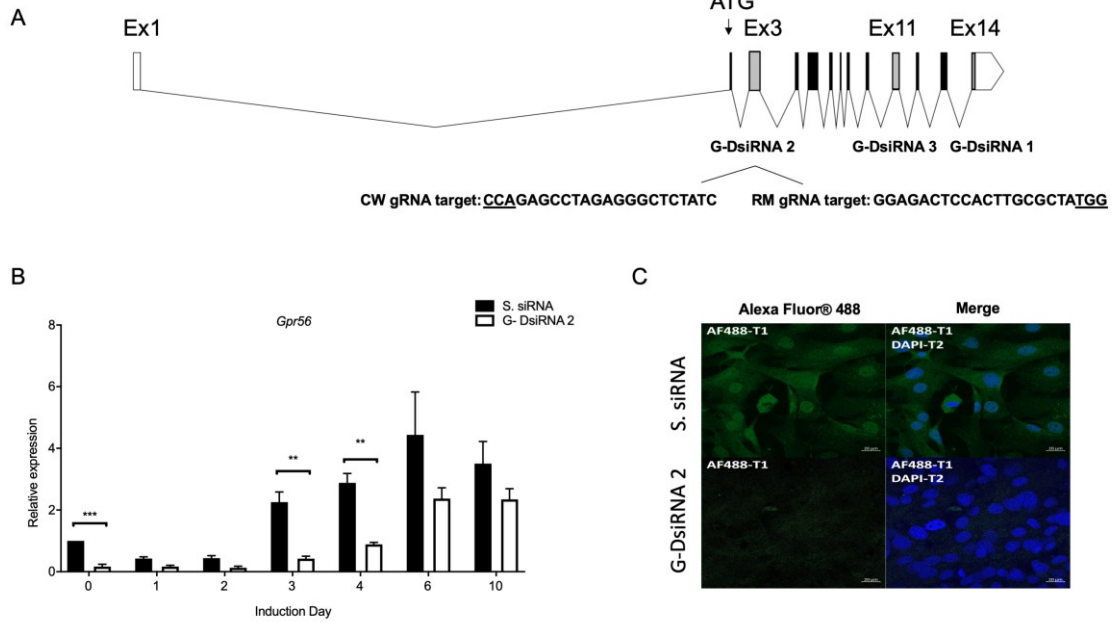 A
ATG
Ex1
Ex3
Ex11
Ex14
G-DsiRNA 2
G-DsiRNA 3
G-DsiRNA 1
CW gRNA target: CCAGAGCCTAGAGGGCTCTATC
RM gRNA target: GGAGACTCCACTTGCGCTATGG
B
Gpr56
S. siRNA
G- DsiRNA 2
Relative expression
8
6
4
2
0
***
**
**
0 1 2 3 4 6 10
Induction Day
C
Alexa Fluor® 488
Merge
S. siRNA
AF488-T1
AF488-T1
DAPI-T2
G-DsiRNA 2
AF488-T1
AF488-T1
DAPI-T2